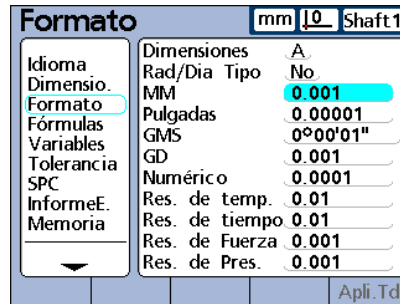 Formato
mm |0 Shaft1
Idioma
Dimensio.
Formato
Fórmulas
Variables
Tolerancia
SPC
InformeE.
Memoria
Dimensiones A
Rad/Dia Tipo No
MM 0.001
Pulgadas 0.00001
GMS 0°00'01"
GD 0.001
Numérico 0.0001
Res. de temp. 0.01
Res. de tiempo 0.01
Res. de Fuerza 0.001
Res. de Pres. 0.001
Apli.Td